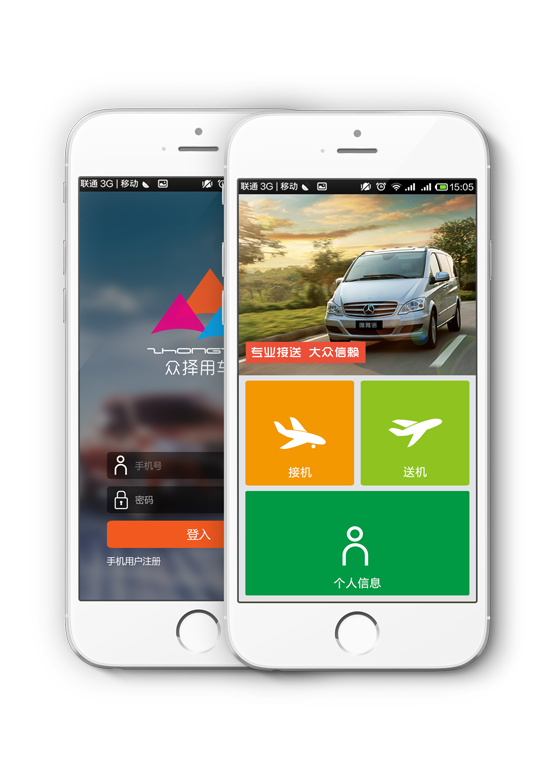 联通 3G | 移动
ZHONG
众择用车
手机号
密码
登入
手机用户注册
联通 3G | 移动
15:05
专业接送 大众信赖
接机
送机
个人信息